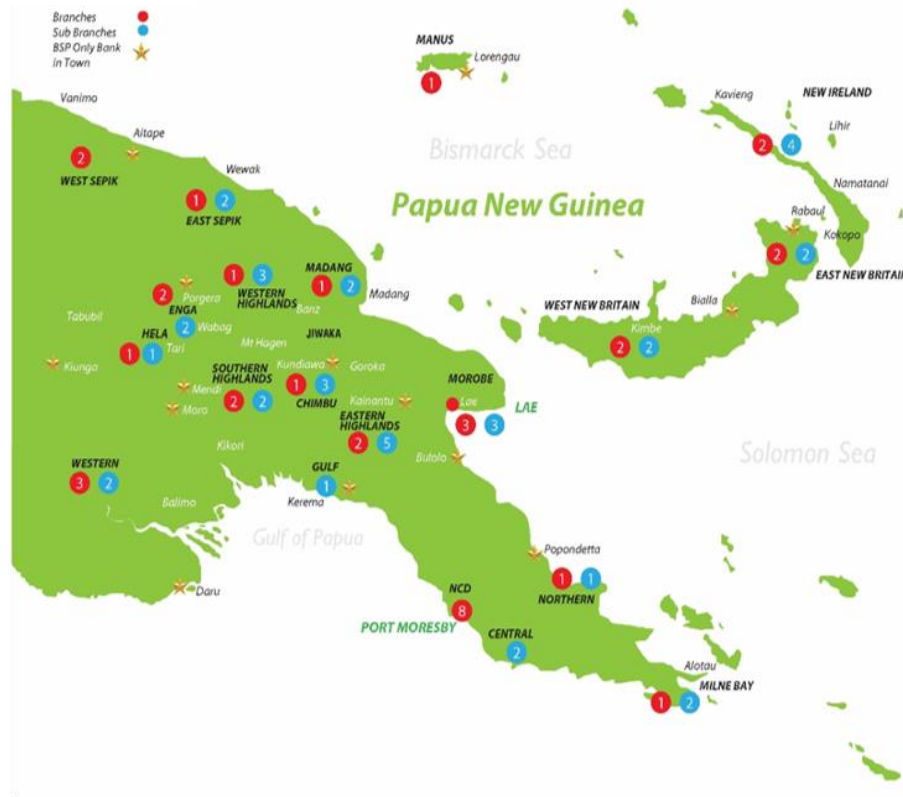 Branches
Sub Branches
BSP Only Bank
in Town
MANUS
Lorengau
1
Vanimo
Kavieng
NEW IRELAND
Lihir
2 4
Aitape
Bismarck Sea
2
WEST SEPIK
Wewak
Namatanai
1 2
EAST SEPIK
Papua New Guinea
Rabaul
Kokopo
2 2
EAST NEW BRITAIN
1 3
WESTERN
HIGHLANDS
MADANG
1 2
Madang
Porgera
2
ENGA
2
Wabag
Banz
WEST NEW BRITAIN
Bialla
Tabubil
HELA
1 1
Tari
Mt Hagen
JIWAKA
Kimbe
2 2
Kiunga
SOUTHERN
HIGHLANDS
2 2
Kundiawa
Goroka
1 3
CHIMBU
MOROBE
Mendi
Moro
Kainantu
Lae
LAE
3 3
EASTERN
HIGHLANDS
2 5
Kikori
Bulolo
Solomon Sea
WESTERN
3 2
GULF
1
Kerema
Balimo
Gulf of Papua
Popondetta
Daru
1 1
NORTHERN
NCD
8
PORT MORESBY
CENTRAL
2
Alotau
MILNE BAY
1 2